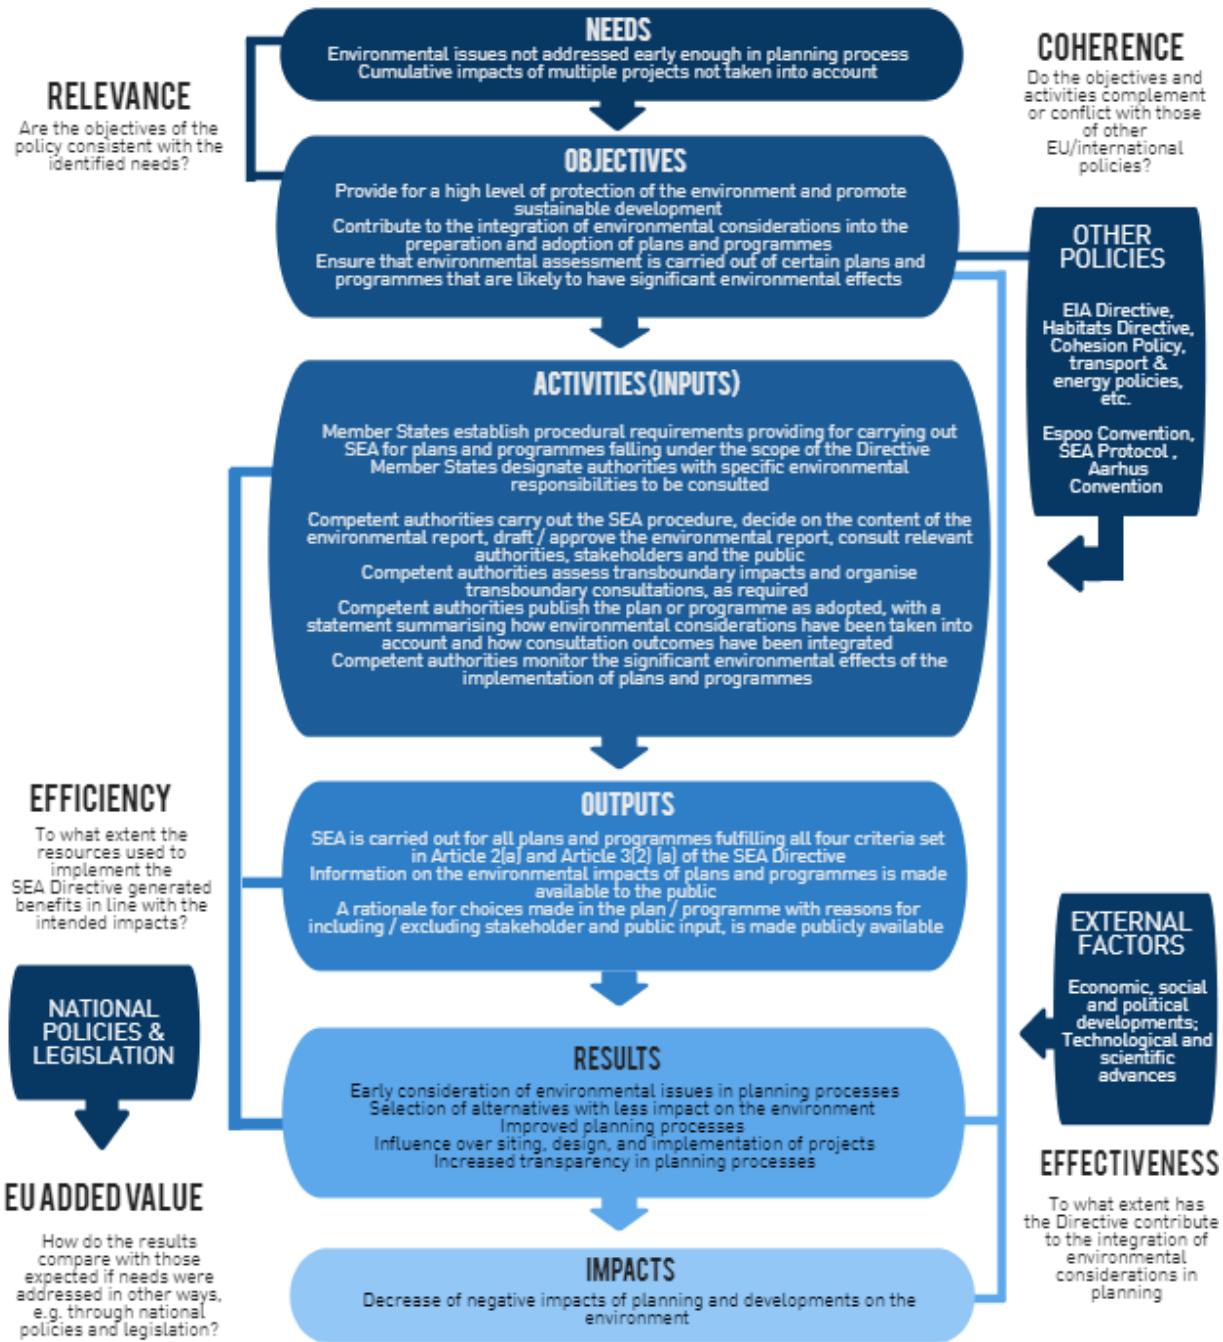 NEEDS
Environmental issues not addressed early enough in planning process
Cumulative impacts of multiple projects not taken into account
RELEVANCE
Are the objectives of the
policy consistent with the
identified needs?
COHERENCE
Do the objectives and
activities complement
or conflict with those
of other
EU/international
policies?
OBJECTIVES
Provide for a high level of protection of the environment and promote
sustainable development
Contribute to the integration of environmental considerations into the
preparation and adoption of plans and programmes
Ensure that environmental assessment is carried out of certain plans and
programmes that are likely to have significant environmental effects
OTHER
POLICIES
EIA Directive,
Habitats Directive,
Cohesion Policy,
transport &
energy policies,
etc.
Espoo Convention,
SEA Protocol ,
Aarhus
Convention
ACTIVITIES (INPUTS)
Member States establish procedural requirements providing for carrying out
SEA for plans and programmes falling under the scope of the Directive
Member States designate authorities with specific environmental
responsibilities to be consulted
Competent authorities carry out the SEA procedure, decide on the content of the
environmental report, draft / approve the environmental report, consult relevant
authorities, stakeholders and the public
Competent authorities assess transboundary impacts and organise
transboundary consultations, as required
Competent authorities publish the plan or programme as adopted, with a
statement summarising how environmental considerations have been taken into
account and how consultation outcomes have been integrated
Competent authorities monitor the significant environmental effects of the
implementation of plans and programmes
EFFICIENCY
To what extent the
resources used to
implement the
SEA Directive generated
benefits in line with the
intended impacts?
OUTPUTS
SEA is carried out for all plans and programmes fulfilling all four criteria set
in Article 2(a) and Article 3(2) (a) of the SEA Directive
Information on the environmental impacts of plans and programmes is made
available to the public
A rationale for choices made in the plan / programme with reasons for
including / excluding stakeholder and public input, is made publicly available
EXTERNAL
FACTORS
Economic, social
and political
developments;
Technological and
scientific
advances
NATIONAL
POLICIES &
LEGISLATION
RESULTS
Early consideration of environmental issues in planning processes
Selection of alternatives with less impact on the environment
Improved planning processes
Influence over siting, design, and implementation of projects
Increased transparency in planning processes
EU ADDED VALUE
How do the results
compare with those
expected if needs were
addressed in other ways,
e.g. through national
policies and legislation?
EFFECTIVENESS
To what extent has
the Directive contribute
to the integration of
environmental
considerations in
planning
IMPACTS
Decrease of negative impacts of planning and developments on the
environment